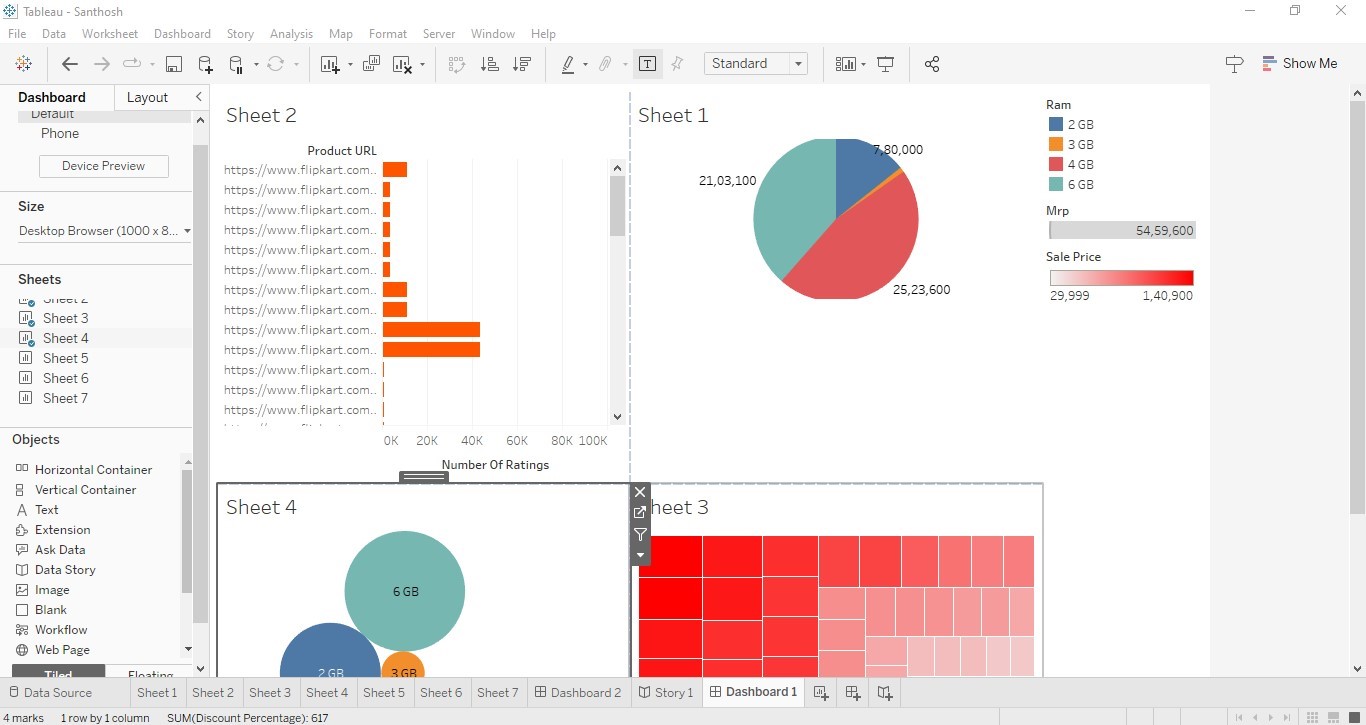 Tableau - Santhosh
File Data Worksheet Dashboard Story Analysis Map Format Server Window Help
Standard
Show Me
Dashboard Layout
Default
Phone
Device Preview
Size
Desktop Browser (1000 x 8...
Sheets
Sheet 2
Sheet 3
Sheet 4
Sheet 5
Sheet 6
Sheet 7
Objects
Horizontal Container
Vertical Container
Text
Extension
Ask Data
Data Story
Image
Blank
Workflow
Web Page
Tiled Floating
Sheet 2
Product URL
https://www.flipkart.com..
https://www.flipkart.com..
https://www.flipkart.com..
https://www.flipkart.com..
https://www.flipkart.com..
https://www.flipkart.com..
https://www.flipkart.com..
https://www.flipkart.com..
https://www.flipkart.com..
https://www.flipkart.com..
https://www.flipkart.com..
https://www.flipkart.com..
https://www.flipkart.com..
0K 20K 40K 60K 80K 100K
Number Of Ratings
Sheet 1
7,80,000
21,03,100
25,23,600
Ram
2 GB
3 GB
4 GB
6 GB
Mrp
54,59,600
Sale Price
29,999 1,40,900
Sheet 4
6 GB
2 GB 3 GB
heet 3
Data Source Sheet 1 Sheet 2 Sheet 3 Sheet 4 Sheet 5 Sheet 6 Sheet 7 Dashboard 2 Story 1 Dashboard 1
4 marks 1 row by 1 column SUM(Discount Percentage): 617